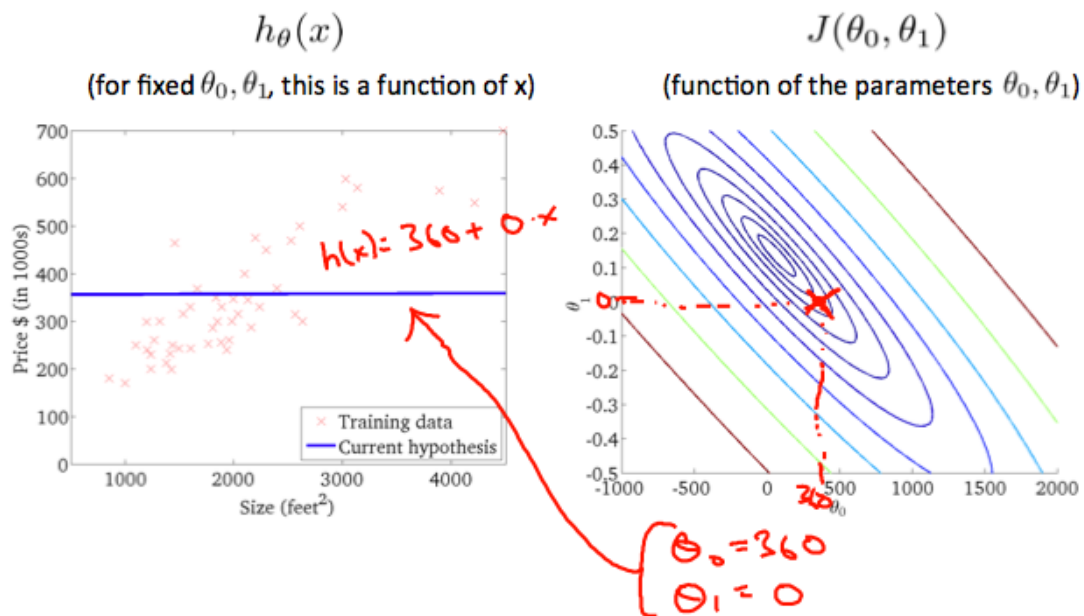 hθ(x)
(for fixed θ0, θ1, this is a function of x)
700
600
500
400
300
200
100
0
Price $ (in 1000s)
1000
2000
3000
4000
Size (feet²)
h(x) = 360 + 0·x
Training data
Current hypothesis
J(θ0, θ1)
(function of the parameters θ0, θ1)
0.5
0.4
0.3
0.2
0.1
0
-0.1
-0.2
-0.3
-0.4
-0.5
θ1
0
-1000
-500
0
500
1000
1500
2000
360
θ0
θ0 = 360
θ1 = 0